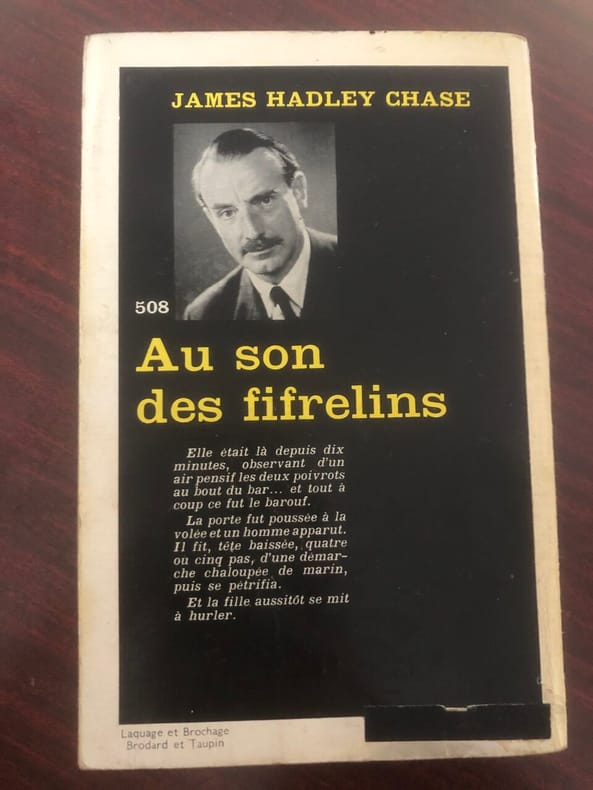 JAMES HADLEY CHASE
508
Au son
des fifrelins
Elle était là depuis dix
minutes, observant d'un
air pensif les deux poivrots
au bout du bar... et tout à
coup ce fut le barouf.
La porte fut poussée à la
volée et un homme apparut.
Il fit, tête baissée, quatre
ou cinq pas, d'une démar-
che chaloupée de marin,
puis se pétrifia.
Et la fille aussitôt se mit
à hurler.
Laquage et Brochage
Brodard et Taupin